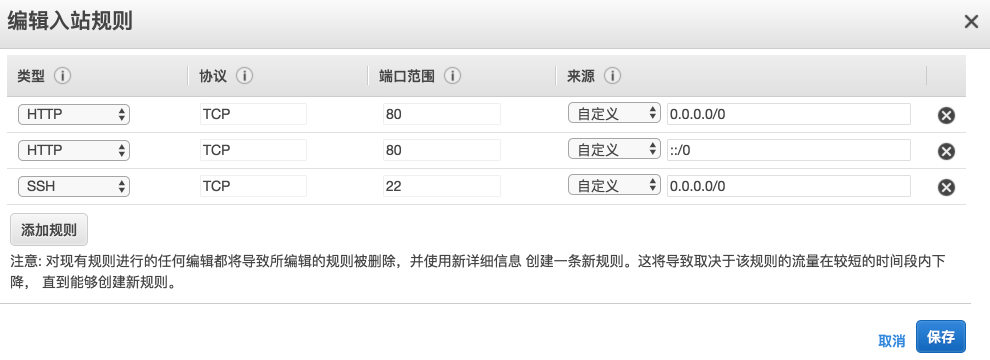 编辑入站规则
类型 协议 端口范围 来源
HTTP TCP 80 自定义 0.0.0.0/0
HTTP TCP 80 自定义 ::/0
SSH TCP 22 自定义 0.0.0.0/0
添加规则
注意: 对现有规则进行的任何编辑都将导致所编辑的规则被删除，并使用新详细信息 创建一条新规则。这将导致取决于该规则的流量在较短的时间段内下
降， 直到能够创建新规则。
取消 保存